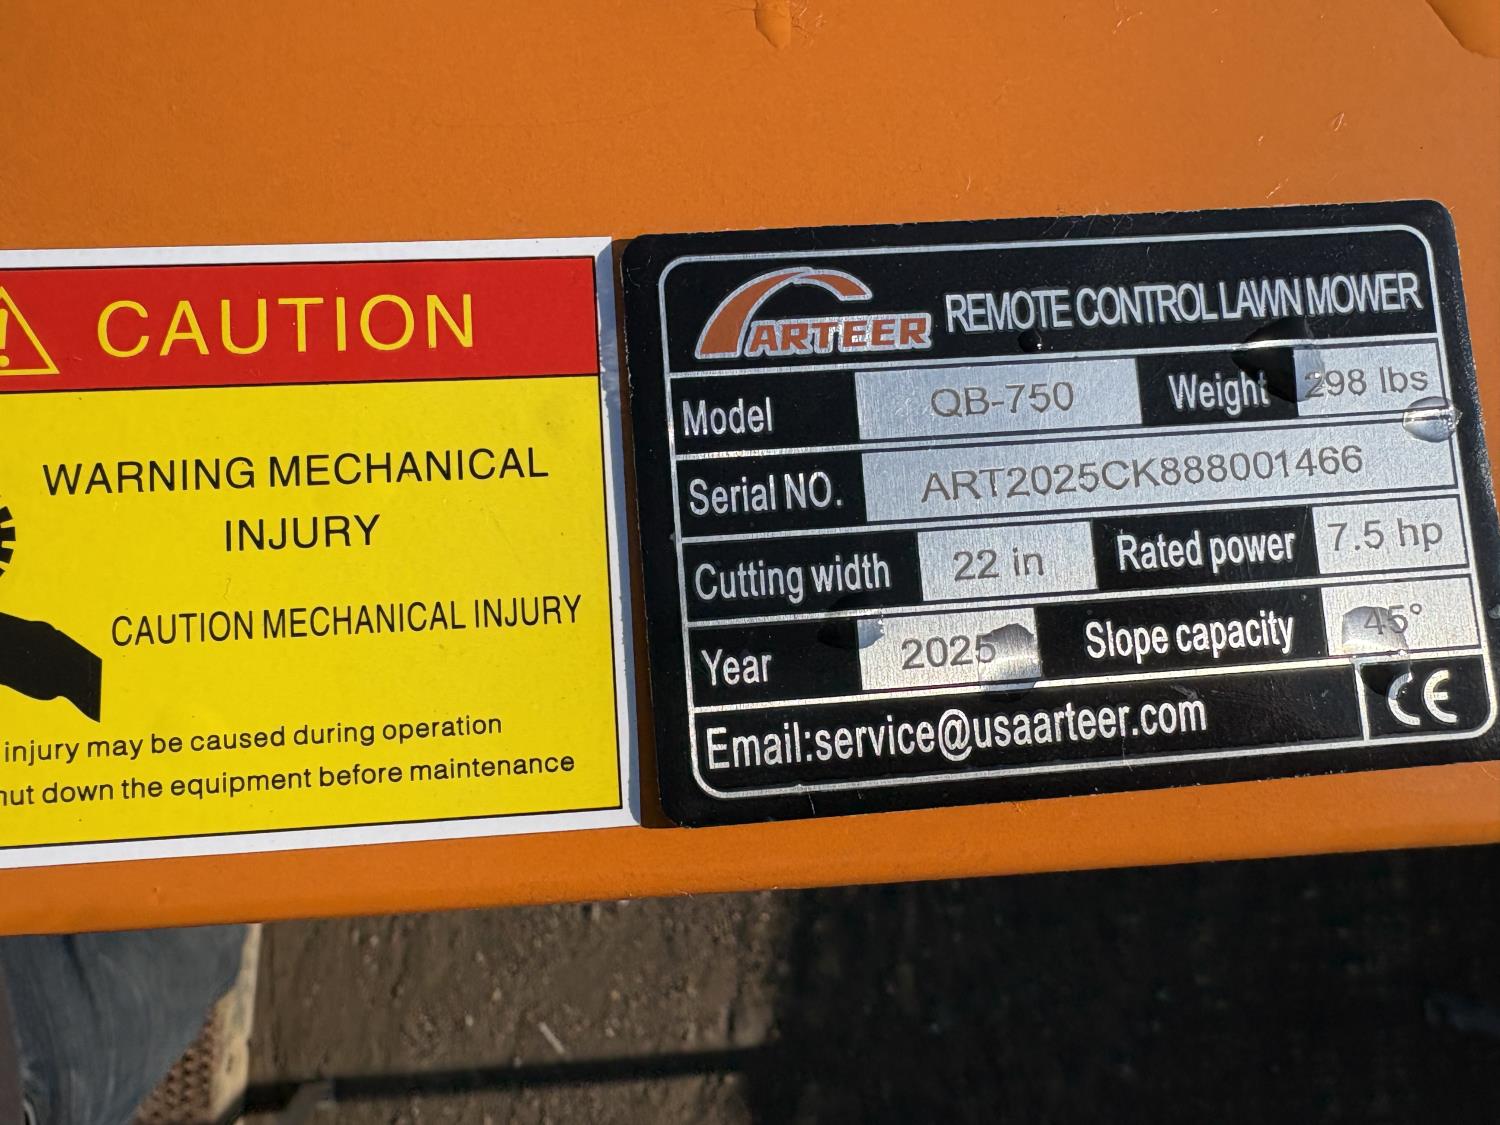 CAUTION
WARNING MECHANICAL
INJURY
CAUTION MECHANICAL INJURY
injury may be caused during operation
down the equipment before maintenance
ARTEER REMOTE CONTROL LAWN MOWER
Model QB-750 Weight 298 lbs
Serial NO. ART2025CK888001466
Cutting width 22 in Rated power 7.5 hp
Year 2025 Slope capacity 45°
Email:service@usaarteer.com CE